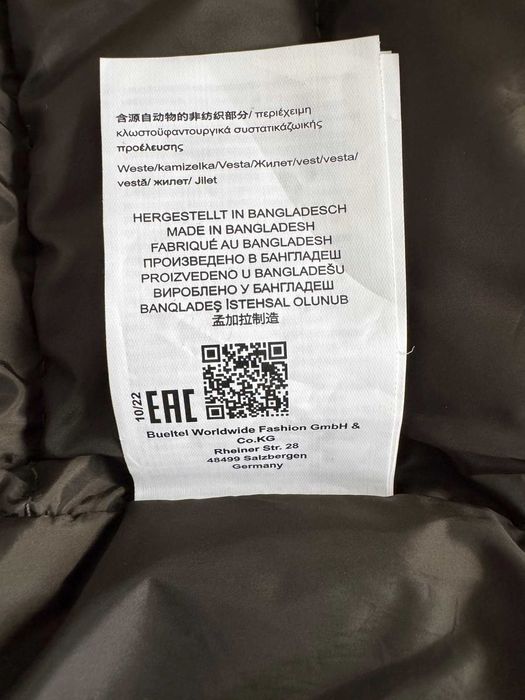 含源自动物的非纺织部分/ περιέχειμη
κλωστοϋφαντουργικά συστατικάζωικής
προέλευσης
Weste/kamizelka/Vesta/Жилет/vest/vesta/
vestă/ жилет/ Jilet
HERGESTELLT IN BANGLADESCH
MADE IN BANGLADESH
FABRIQUÉ AU BANGLADESH
ПРОИЗВЕДЕНО В БАНГЛАДЕШ
PROIZVEDENO U BANGLADEŠU
ВИРОБЛЕНО У БАНГЛАДЕШ
BANQLADEŞ İSTEHSAL OLUNUB
孟加拉制造
10/22
EAC
Bueltel Worldwide Fashion GmbH &
Co.KG
Rheiner Str. 28
48499 Salzbergen
Germany